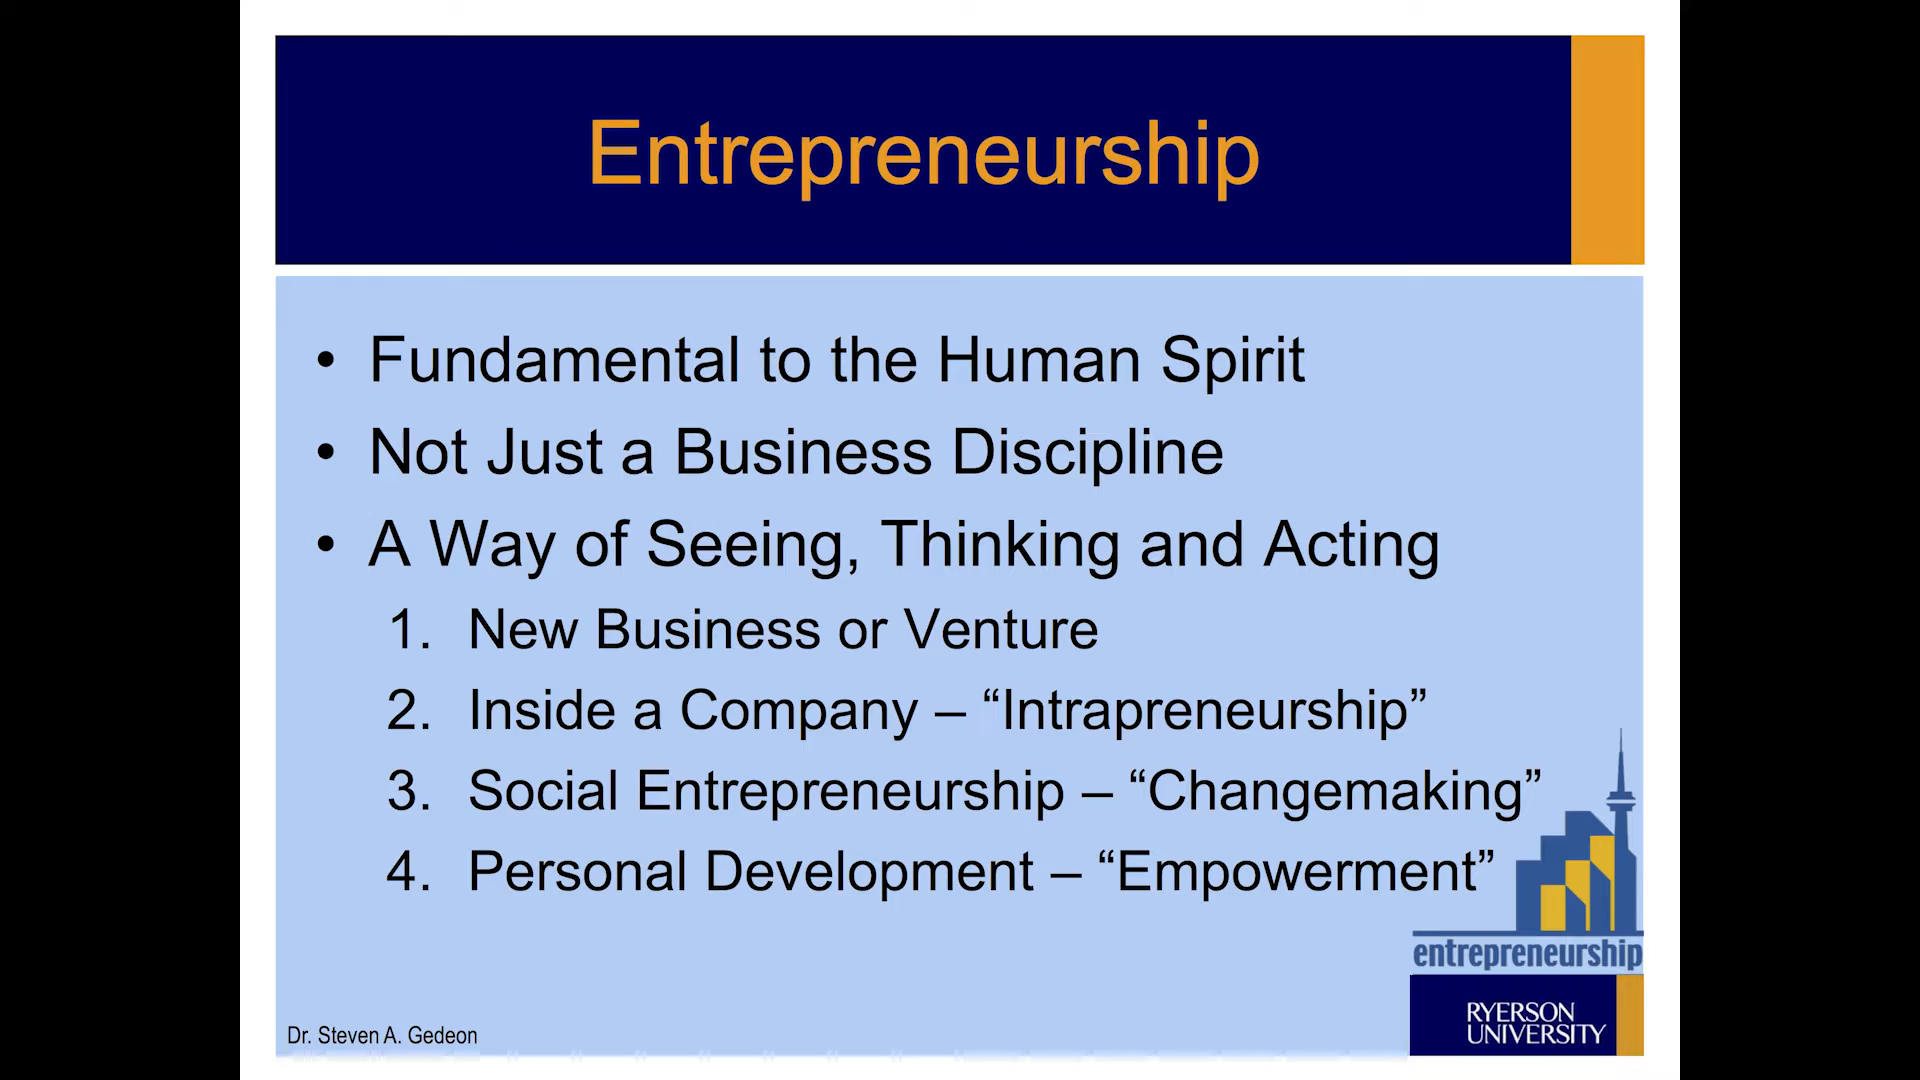 Entrepreneurship
• Fundamental to the Human Spirit
• Not Just a Business Discipline
• A Way of Seeing, Thinking and Acting
1. New Business or Venture
2. Inside a Company – “Intrapreneurship”
3. Social Entrepreneurship – “Changemaking”
4. Personal Development – “Empowerment”
entrepreneurship
RYERSON
UNIVERSITY
Dr. Steven A. Gedeon